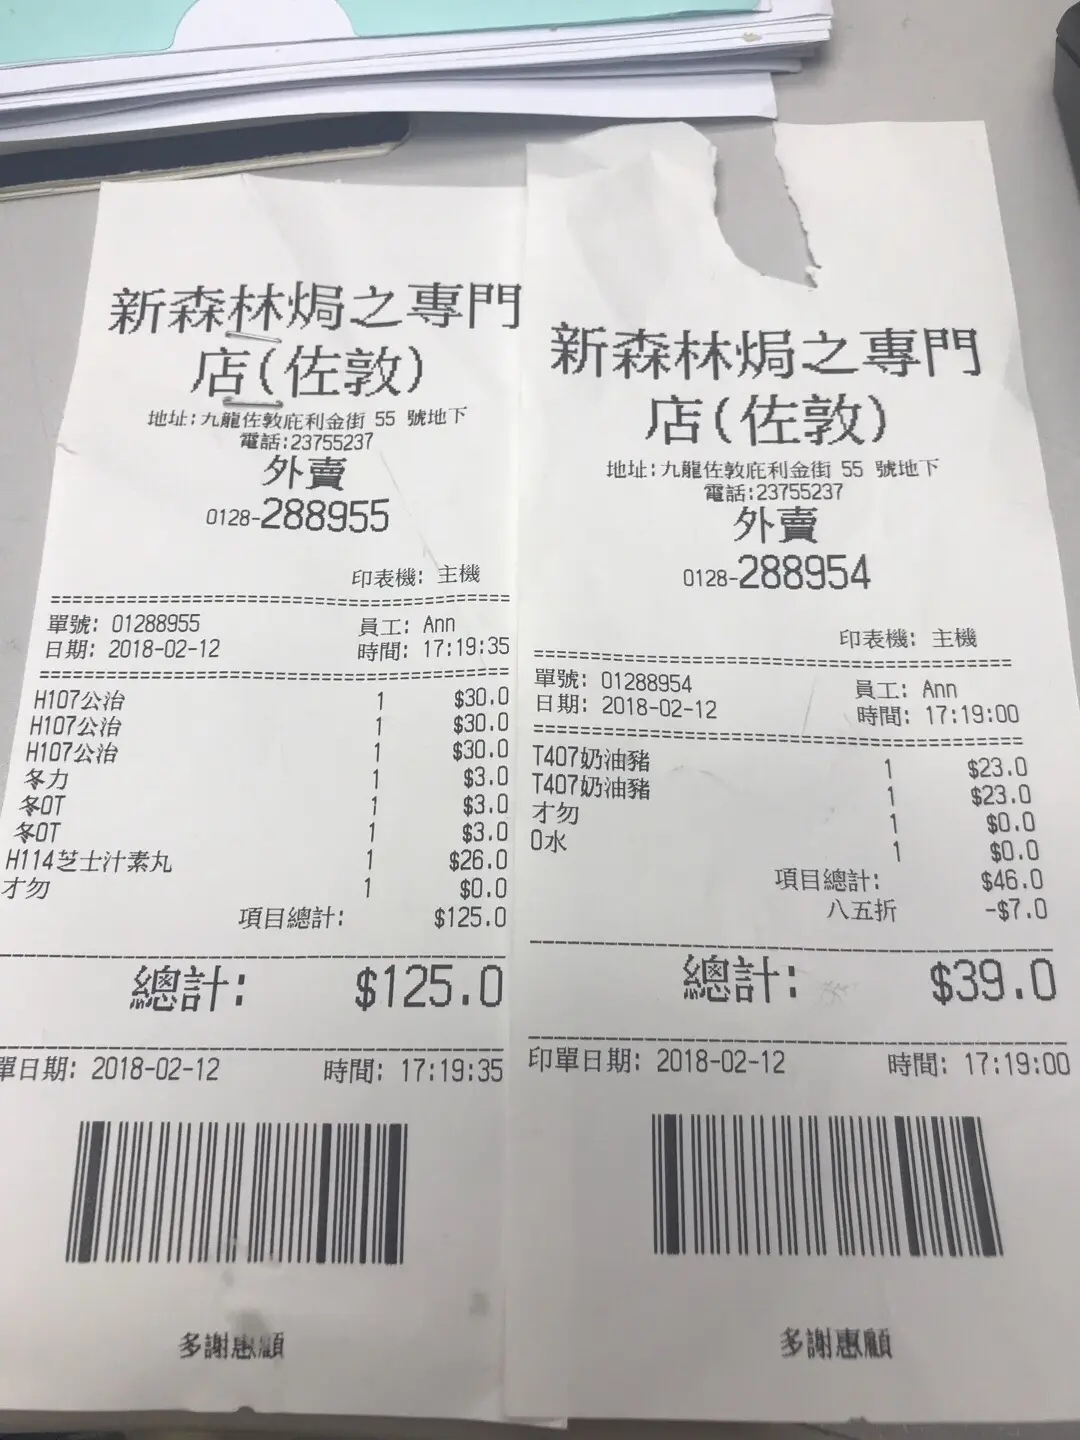 新森林焗之專門
店(佐敦)
地址:九龍佐敦庇利金街 55 號地下
電話:23755237
外賣
0128-288955
印表機: 主機
單號: 01288955 員工: Ann
日期: 2018-02-12 時間: 17:19:35
H107公治 1 $30.0
H107公治 1 $30.0
H107公治 1 $30.0
冬力 1 $3.0
冬OT 1 $3.0
冬OT 1 $3.0
H114芝士汁素丸 1 $26.0
才勿 1 $0.0
項目總計: $125.0
總計: $125.0
單日期: 2018-02-12 時間: 17:19:35
多謝惠顧
新森林焗之專門
店(佐敦)
地址:九龍佐敦庇利金街 55 號地下
電話:23755237
外賣
0128-288954
印表機: 主機
單號: 01288954 員工: Ann
日期: 2018-02-12 時間: 17:19:00
T407奶油豬 1 $23.0
T407奶油豬 1 $23.0
才勿 1 $0.0
0水 1 $0.0
項目總計: $46.0
八五折 -$7.0
總計: $39.0
印單日期: 2018-02-12 時間: 17:19:00
多謝惠顧